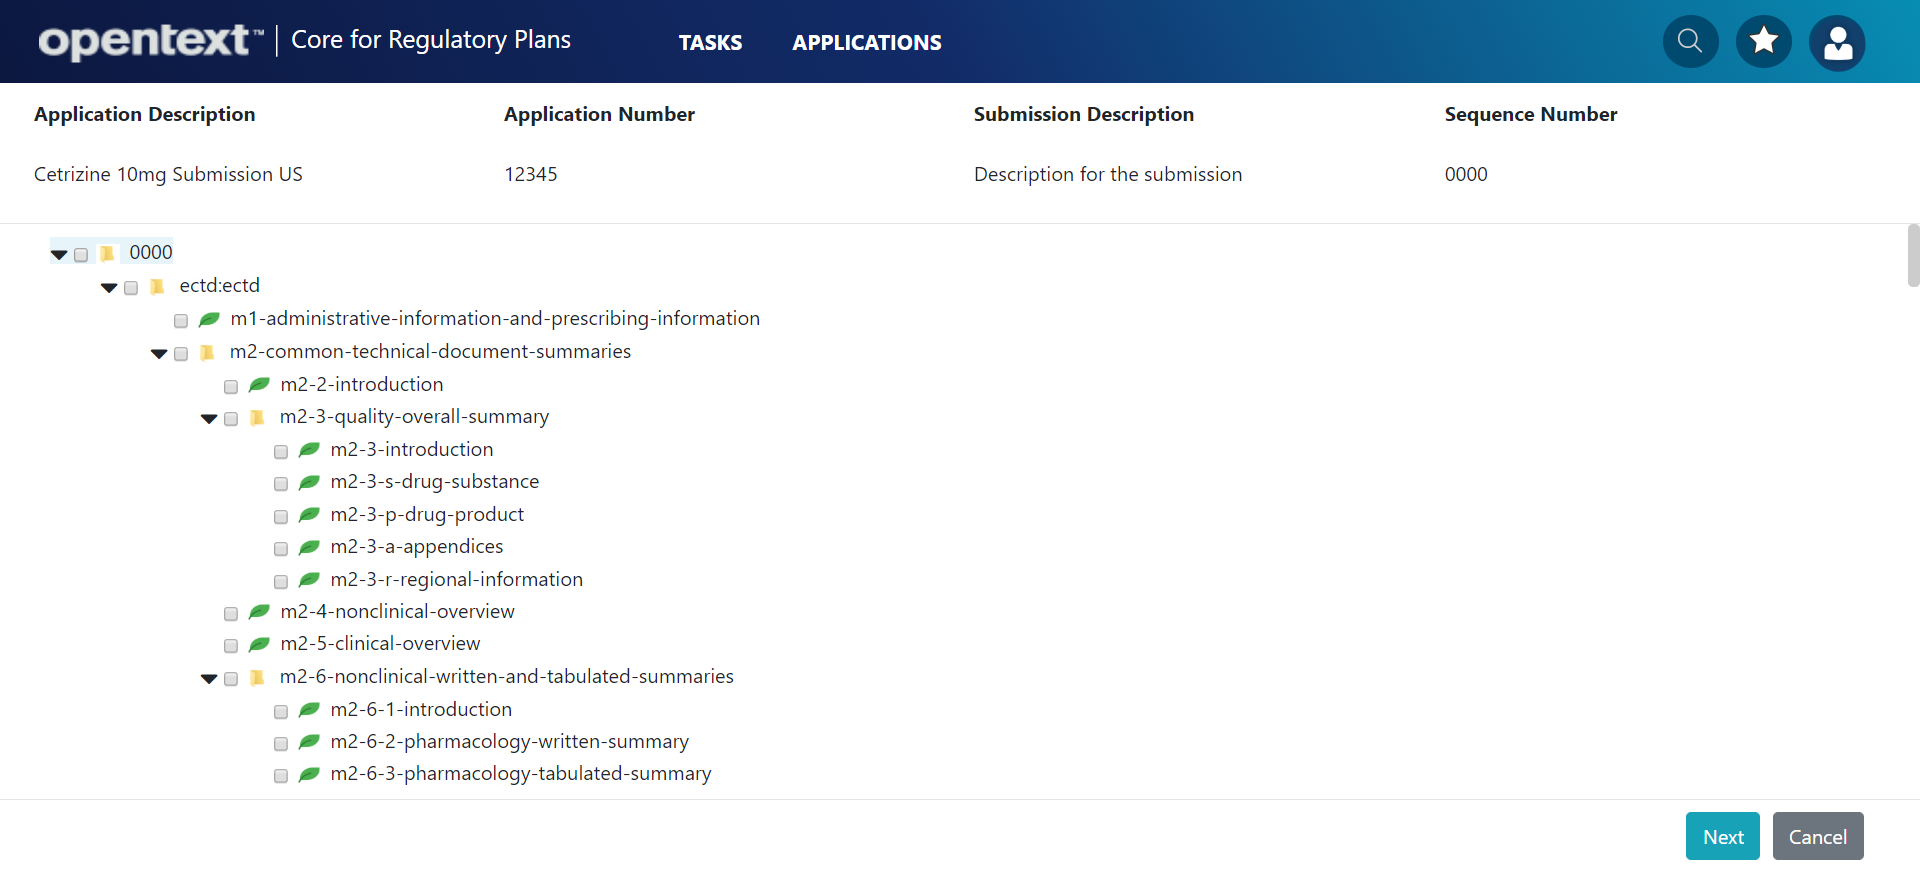 opentext™ | Core for Regulatory Plans TASKS APPLICATIONS
Application Description Application Number Submission Description Sequence Number
Cetrizine 10mg Submission US 12345 Description for the submission 0000
0000
ectd:ectd
m1-administrative-information-and-prescribing-information
m2-common-technical-document-summaries
m2-2-introduction
m2-3-quality-overall-summary
m2-3-introduction
m2-3-s-drug-substance
m2-3-p-drug-product
m2-3-a-appendices
m2-3-r-regional-information
m2-4-nonclinical-overview
m2-5-clinical-overview
m2-6-nonclinical-written-and-tabulated-summaries
m2-6-1-introduction
m2-6-2-pharmacology-written-summary
m2-6-3-pharmacology-tabulated-summary
Next Cancel